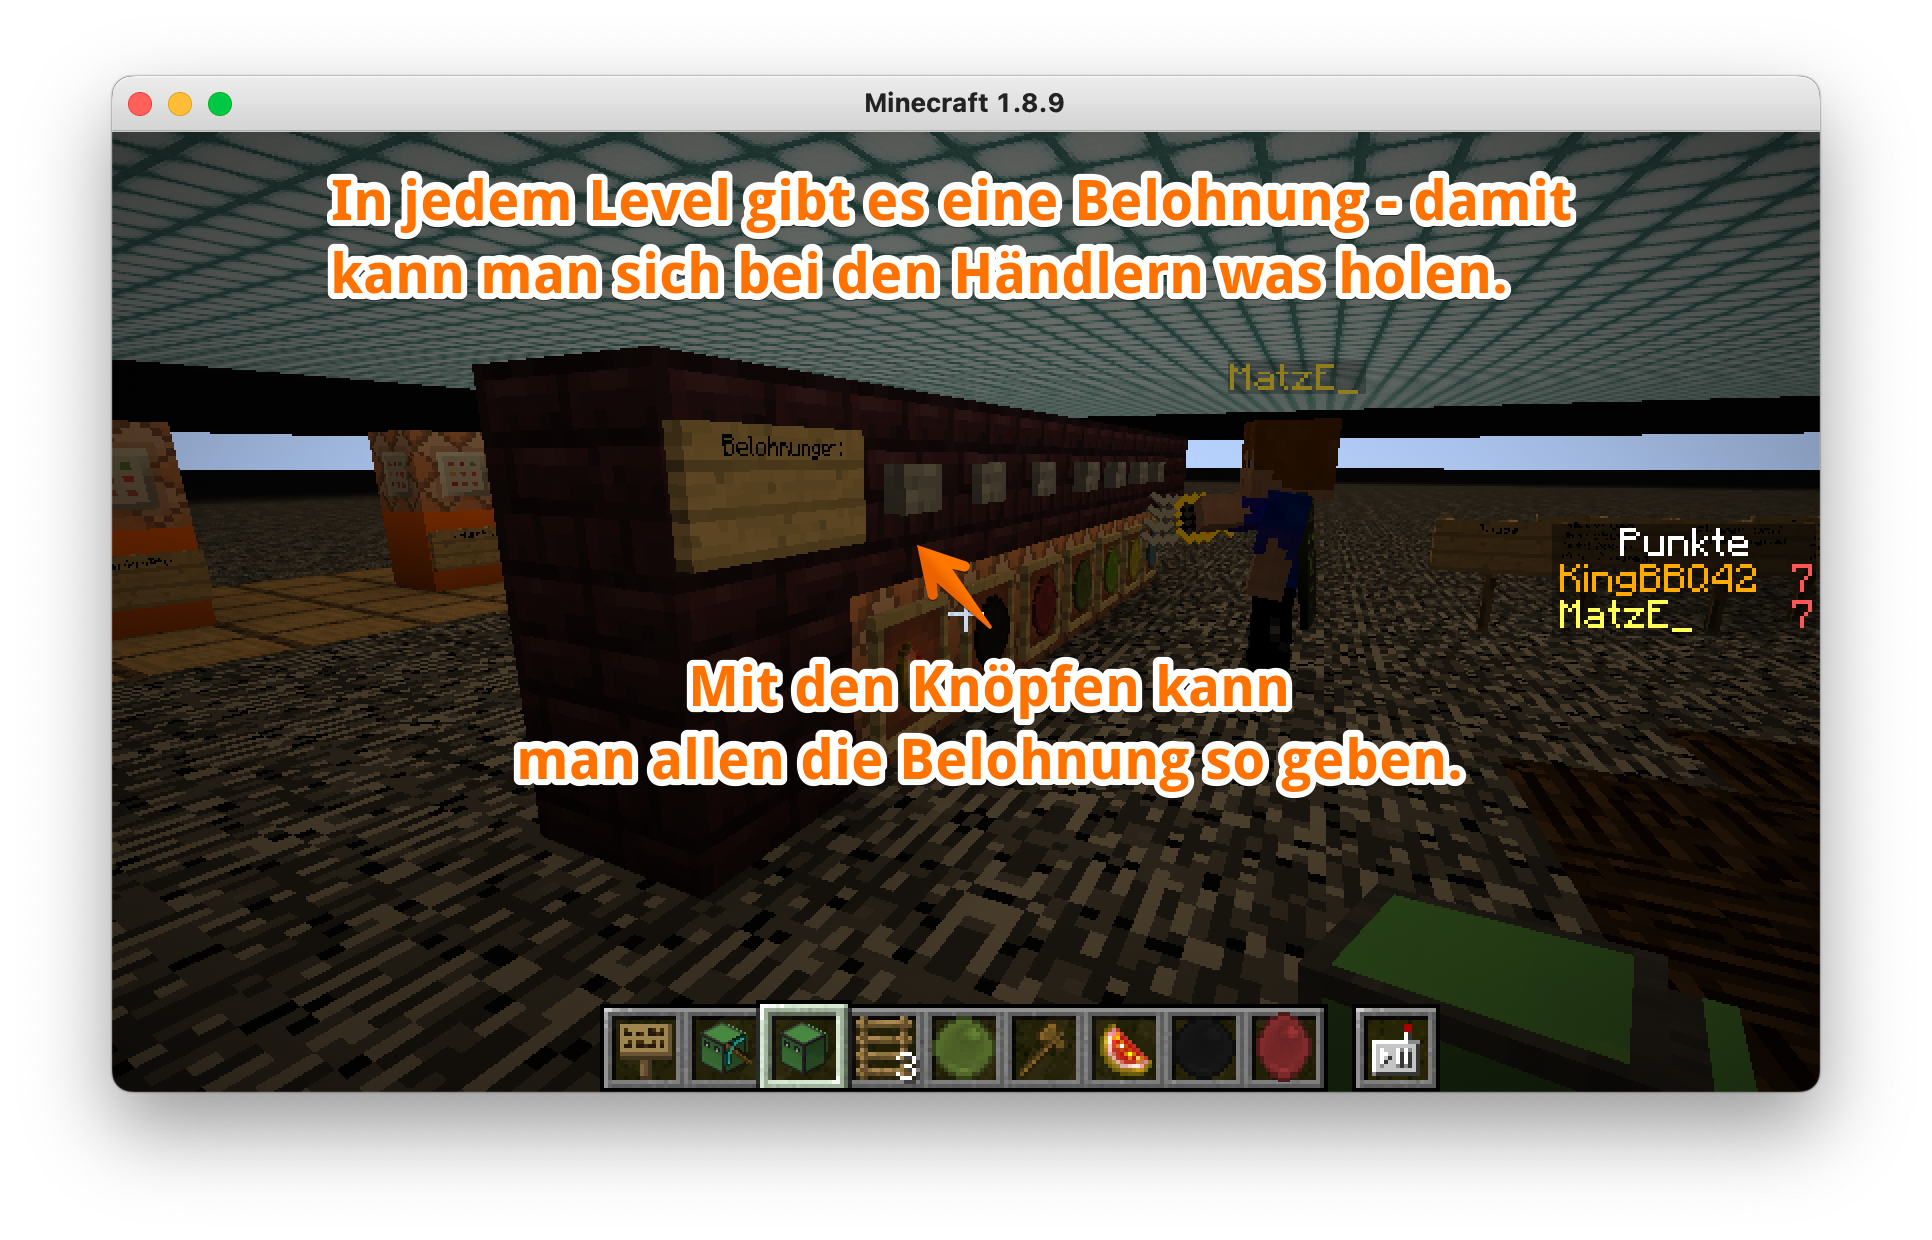 Minecraft 1.8.9
In jedem Level gibt es eine Belohnung - damit
kann man sich bei den Händlern was holen.
MatzE_
Belohnungen:
Punkte
KingBBQ42 7
MatzE_ 7
Mit den Knöpfen kann
man allen die Belohnung so geben.
3